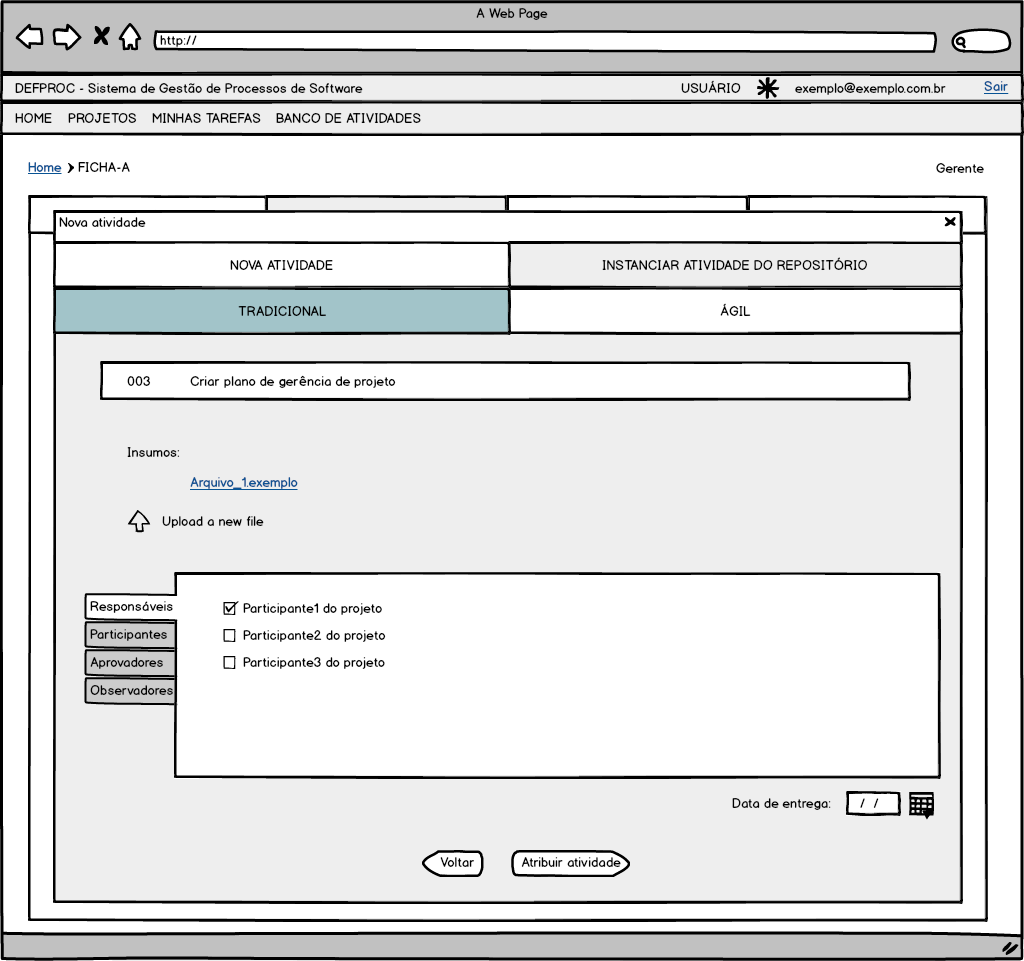 A Web Page
http://
DEFPROC - Sistema de Gestão de Processos de Software USUÁRIO exemplo@exemplo.com.br Sair
HOME PROJETOS MINHAS TAREFAS BANCO DE ATIVIDADES
Home FICHA-A Gerente
Nova atividade
NOVA ATIVIDADE INSTANCIAR ATIVIDADE DO REPOSITÓRIO
TRADICIONAL ÁGIL
003 Criar plano de gerência de projeto
Insumos:
Arquivo_1.exemplo
Upload a new file
Responsáveis Participante1 do projeto
Participantes Participante2 do projeto
Aprovadores Participante3 do projeto
Observadores
Data de entrega: / /
Voltar Atribuir atividade